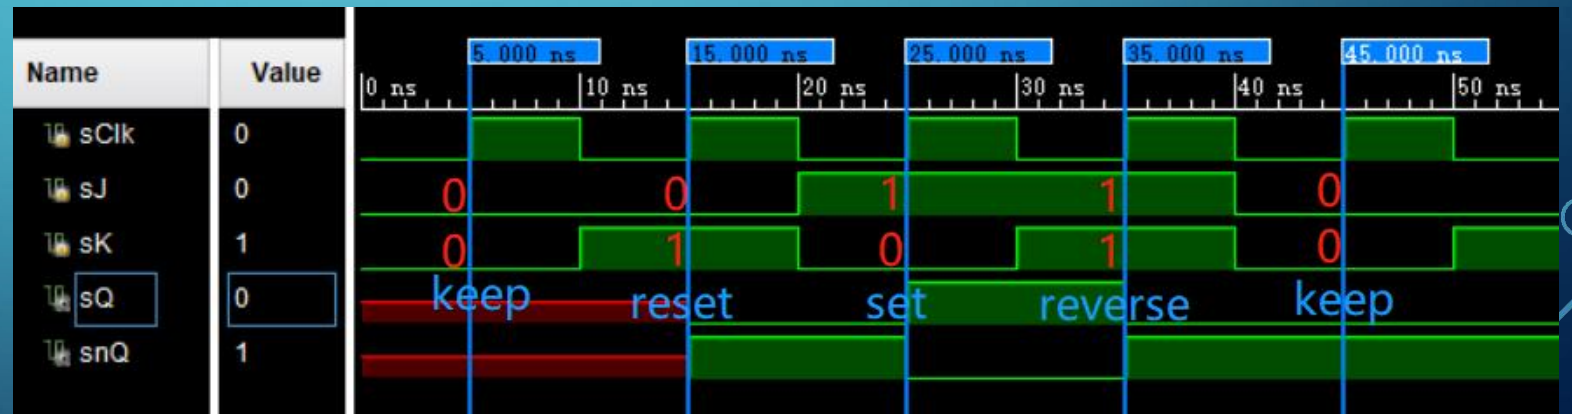 5.000 ns 15.000 ns 25.000 ns 35.000 ns 45.000 ns
Name Value 0 ns 10 ns 20 ns 30 ns 40 ns 50 ns
sClk 0
sJ 0 0 0 1 1 0
sK 1 0 1 0 1 0
sQ 0 keep reset set reverse keep
snQ 1